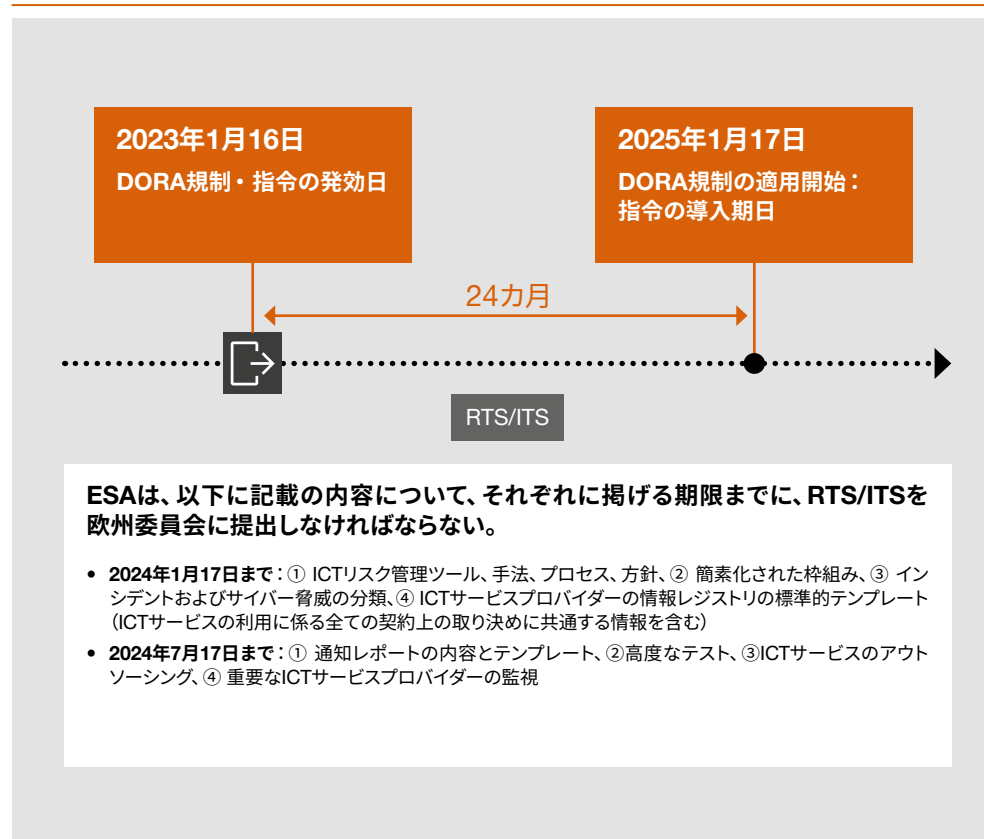 2023年1月16日
DORA規制・指令の発効日
2025年1月17日
DORA規制の適用開始：
指令の導入期日
24カ月
RTS/ITS
ESAは、以下に記載の内容について、それぞれに掲げる期限までに、RTS/ITSを
欧州委員会に提出しなければならない。
• 2024年1月17日まで：① ICTリスク管理ツール、手法、プロセス、方針、② 簡素化された枠組み、③ イン
シデントおよびサイバー脅威の分類、④ ICTサービスプロバイダーの情報レジストリの標準的テンプレート
（ICTサービスの利用に係る全ての契約上の取り決めに共通する情報を含む）
• 2024年7月17日まで：① 通知レポートの内容とテンプレート、②高度なテスト、③ICTサービスのアウト
ソーシング、④ 重要なICTサービスプロバイダーの監視